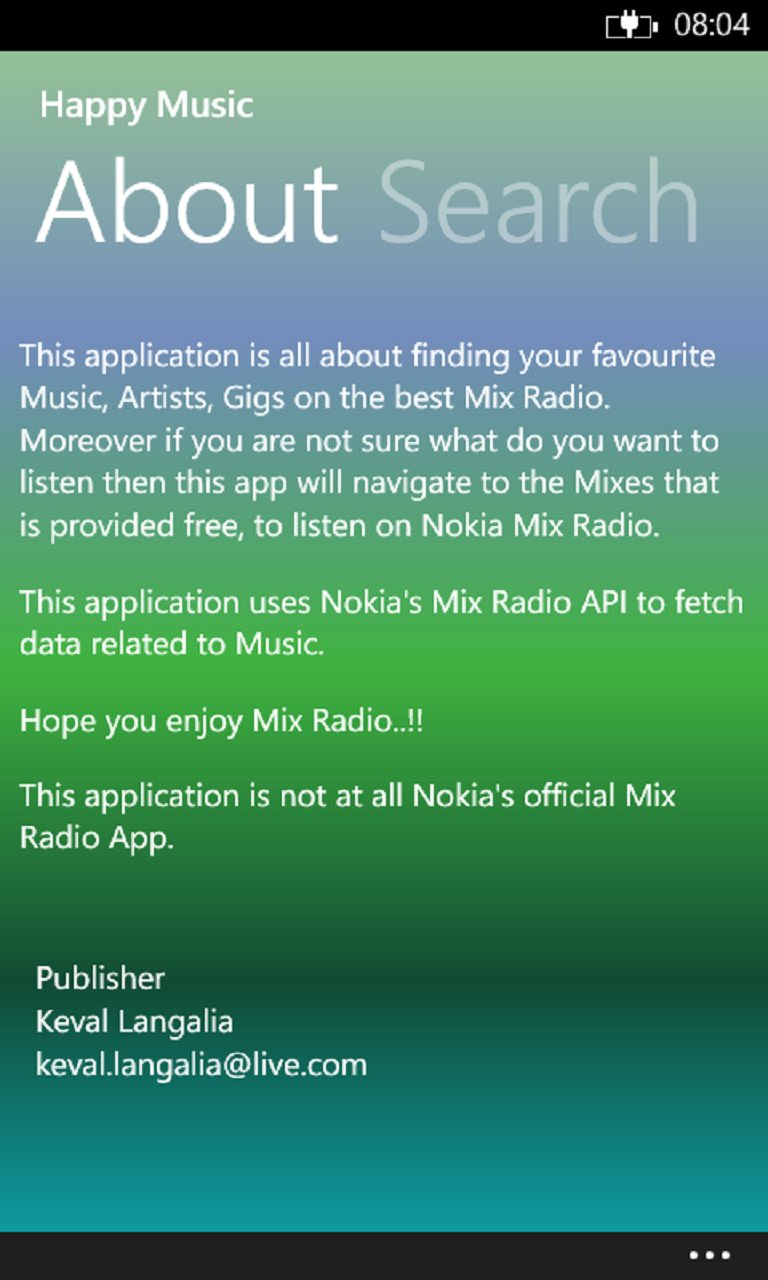 08:04
Happy Music
About Search
This application is all about finding your favourite
Music, Artists, Gigs on the best Mix Radio.
Moreover if you are not sure what do you want to
listen then this app will navigate to the Mixes that
is provided free, to listen on Nokia Mix Radio.
This application uses Nokia's Mix Radio API to fetch
data related to Music.
Hope you enjoy Mix Radio..!!
This application is not at all Nokia's official Mix
Radio App.
Publisher
Keval Langalia
keval.langalia@live.com